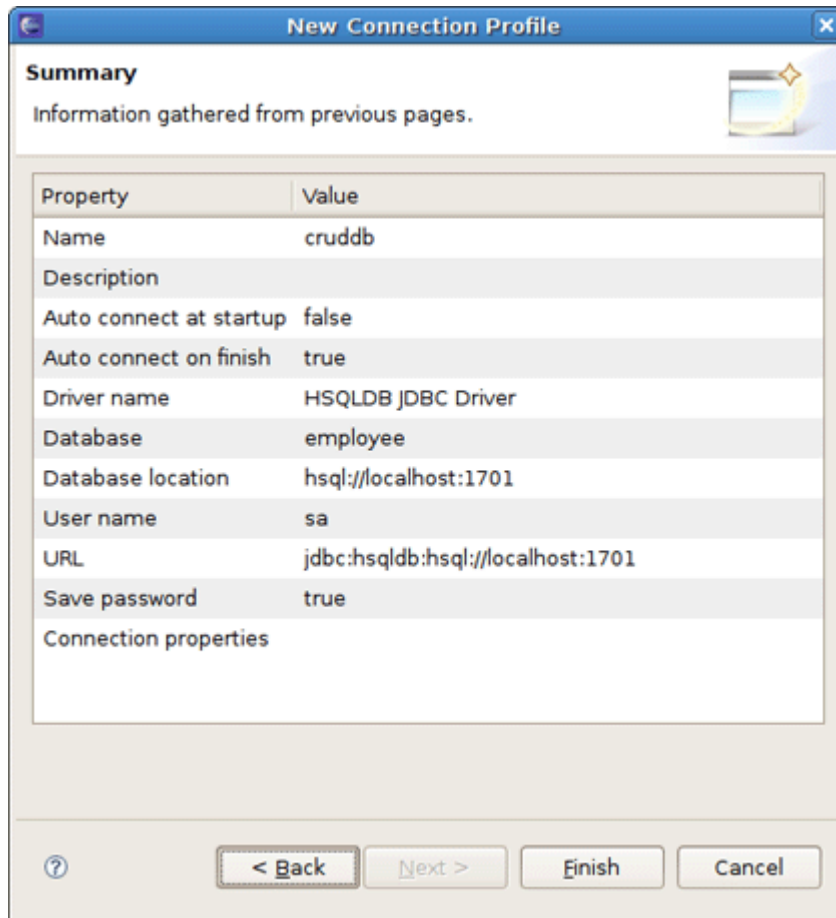 New Connection Profile
Summary
Information gathered from previous pages.
Property Value
Name cruddb
Description
Auto connect at startup false
Auto connect on finish true
Driver name HSQLDB JDBC Driver
Database employee
Database location hsql://localhost:1701
User name sa
URL jdbc:hsqldb:hsql://localhost:1701
Save password true
Connection properties
< Back Next > Finish Cancel